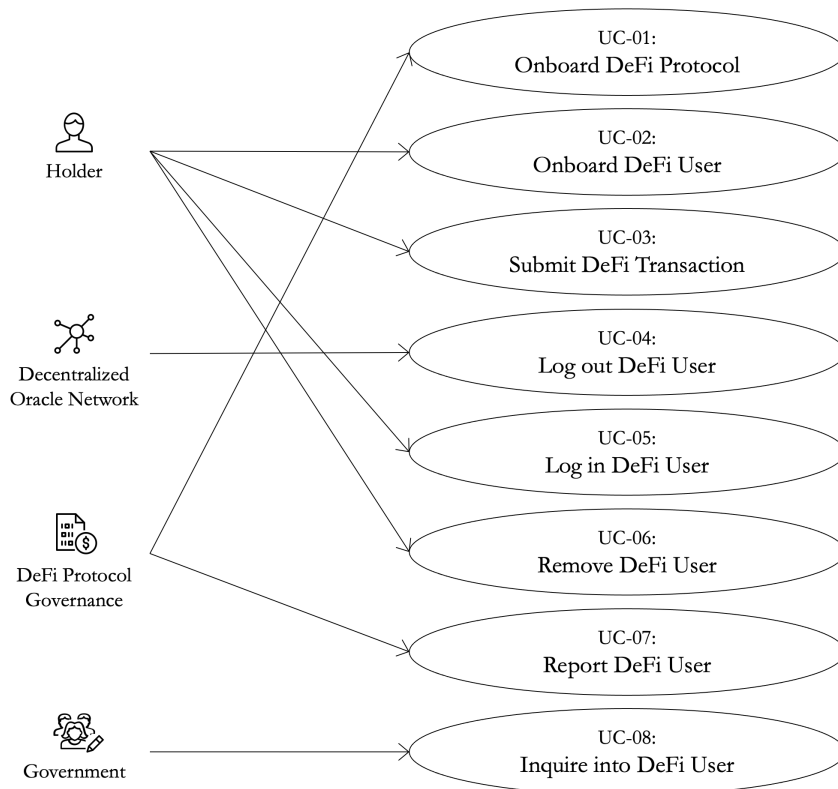 UC-01:
Onboard DeFi Protocol
UC-02:
Onboard DeFi User
Holder
UC-03:
Submit DeFi Transaction
UC-04:
Log out DeFi User
Decentralized
Oracle Network
UC-05:
Log in DeFi User
UC-06:
Remove DeFi User
DeFi Protocol
Governance
UC-07:
Report DeFi User
UC-08:
Inquire into DeFi User
Government